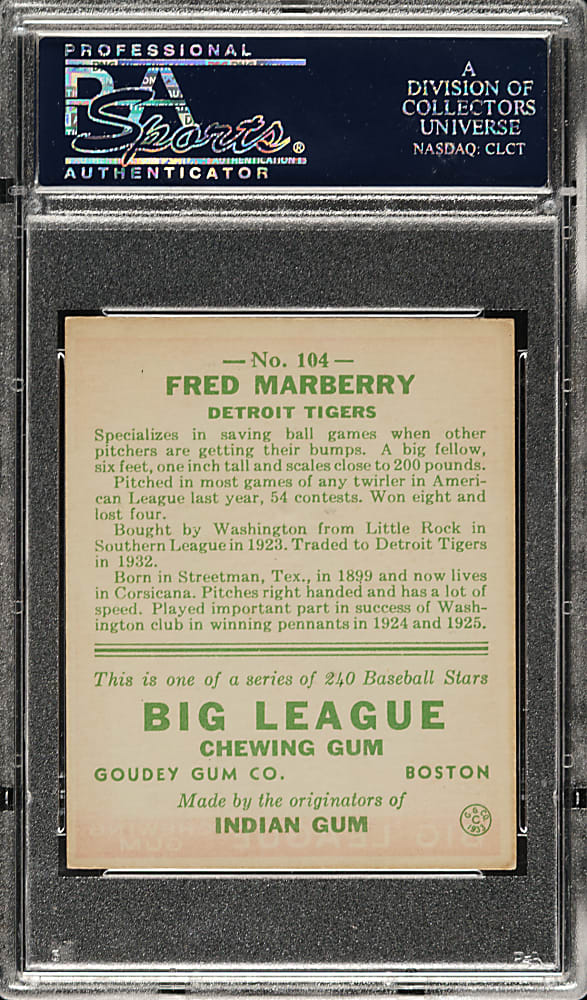 PROFESSIONAL
PSA
Sports®
AUTHENTICATOR
A
DIVISION OF
COLLECTORS
UNIVERSE
NASDAQ: CLCT
— No. 104 —
FRED MARBERRY
DETROIT TIGERS
Specializes in saving ball games when other
pitchers are getting their bumps. A big fellow,
six feet, one inch tall and scales close to 200 pounds.
Pitched in most games of any twirler in Ameri-
can League last year, 54 contests. Won eight and
lost four.
Bought by Washington from Little Rock in
Southern League in 1923. Traded to Detroit Tigers
in 1932.
Born in Streetman, Tex., in 1899 and now lives
in Corsicana. Pitches right handed and has a lot of
speed. Played important part in success of Wash-
ington club in winning pennants in 1924 and 1925.
This is one of a series of 240 Baseball Stars
BIG LEAGUE
CHEWING GUM
GOUDEY GUM CO. BOSTON
Made by the originators of
INDIAN GUM
G. G. CO.
C
1933